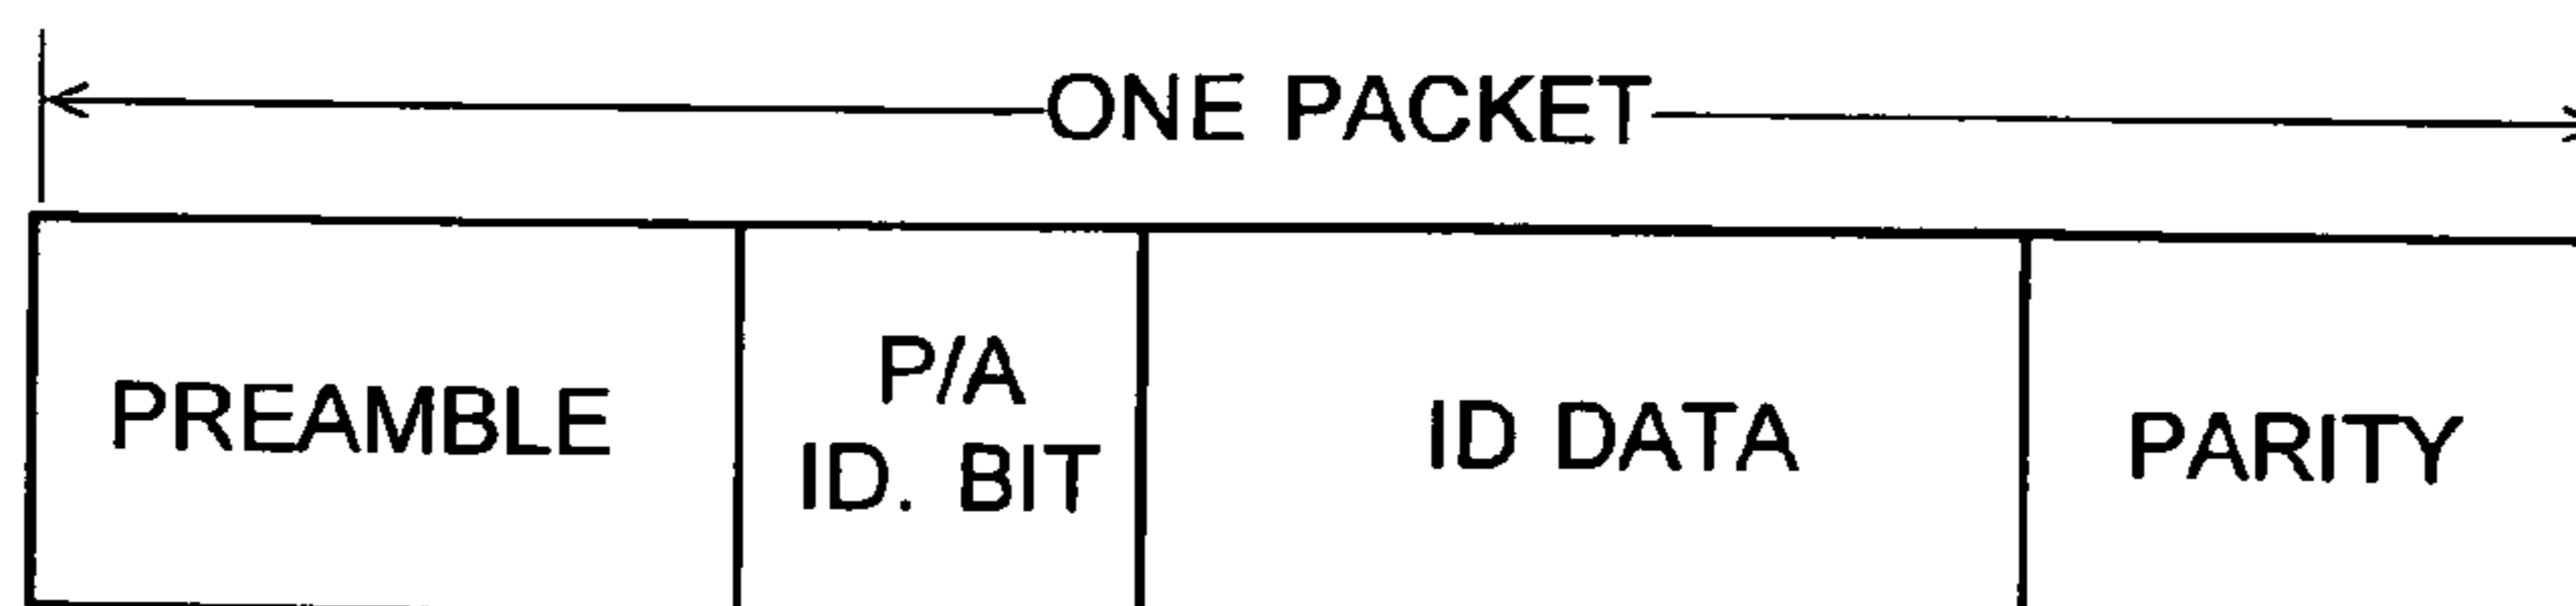 ONE PACKET
PREAMBLE
P/A
ID. BIT
ID DATA
PARITY